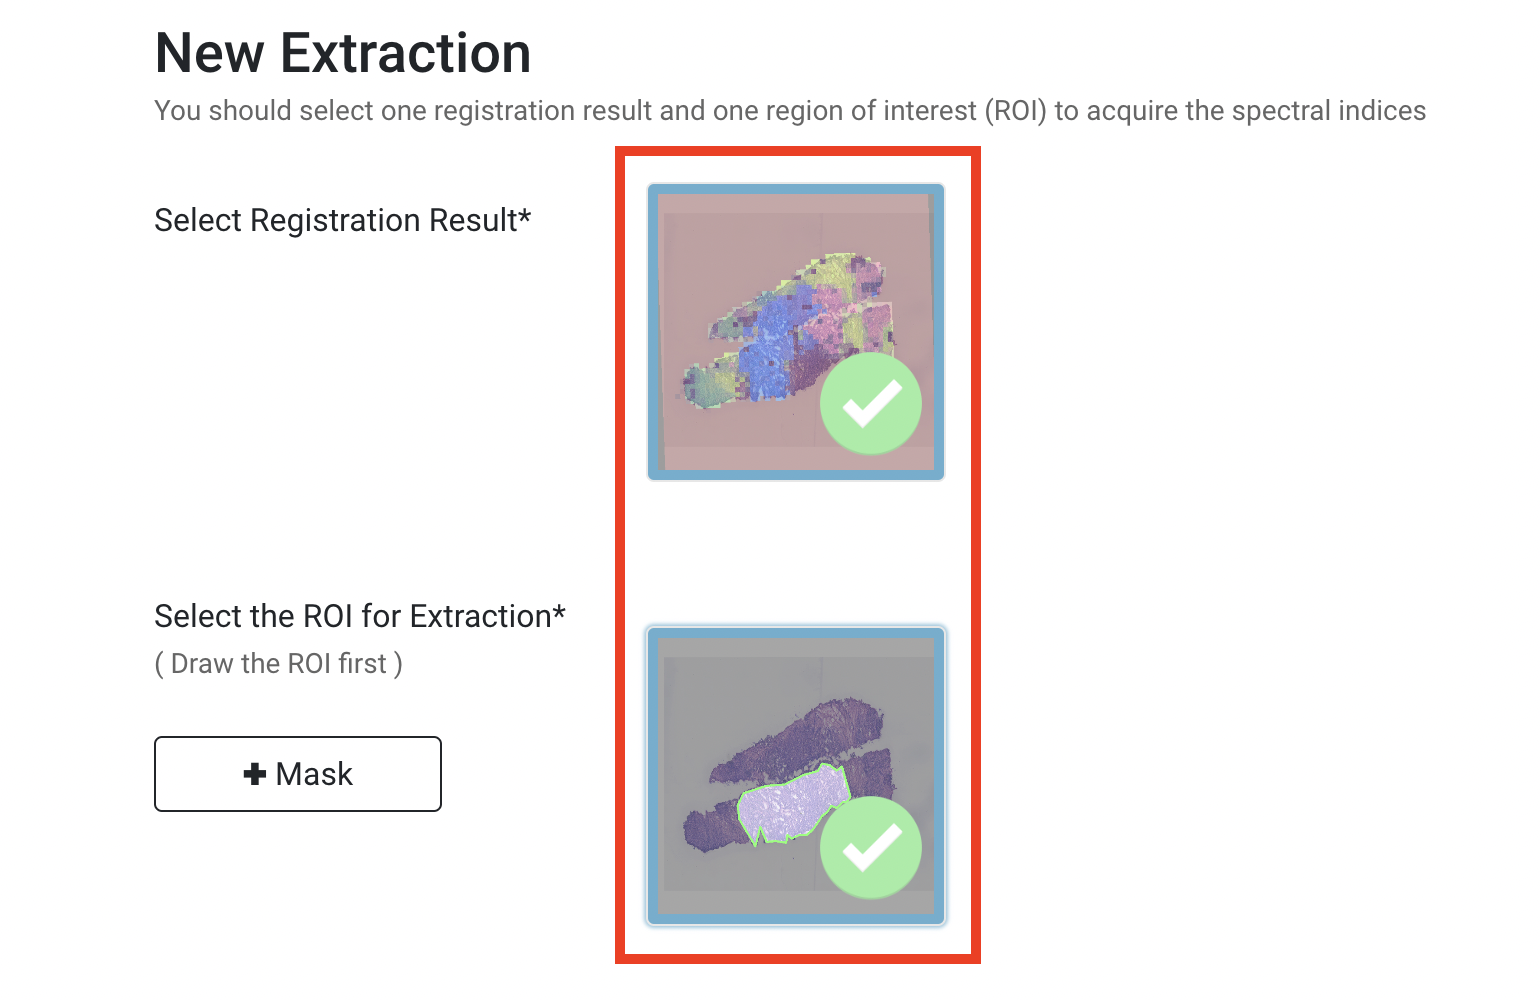 New Extraction
You should select one registration result and one region of interest (ROI) to acquire the spectral indices
Select Registration Result*
Select the ROI for Extraction*
( Draw the ROI first )
✚ Mask